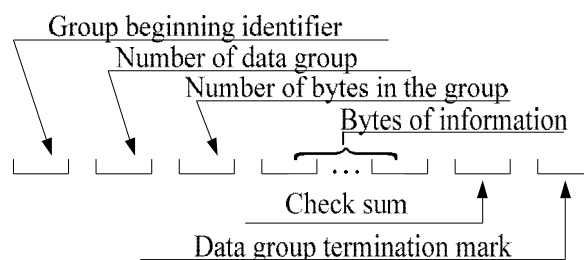 Group beginning identifier
Number of data group
Number of bytes in the group
Bytes of information
...
Check sum
Data group termination mark